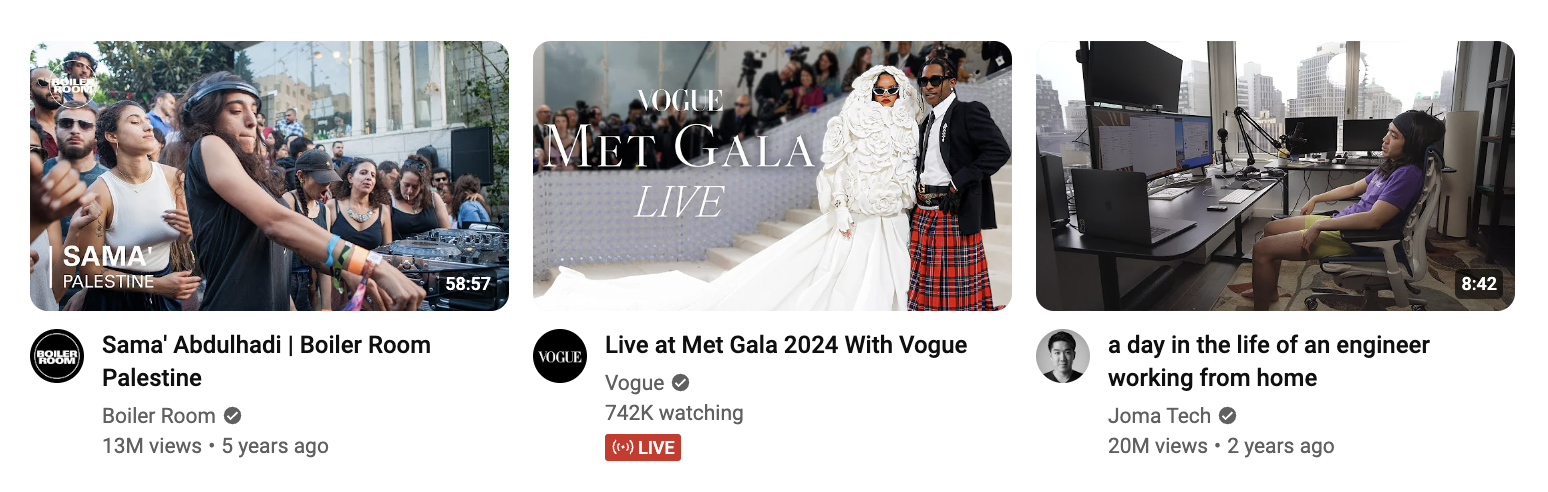 BOILER
ROOM
SAMA'
PALESTINE
58:57
BOILER
ROOM
Sama' Abdulhadi | Boiler Room
Palestine
Boiler Room
13M views • 5 years ago
VOGUE
MET GALA
LIVE
VOGUE
Live at Met Gala 2024 With Vogue
Vogue
742K watching
LIVE
8:42
a day in the life of an engineer
working from home
Joma Tech
20M views • 2 years ago